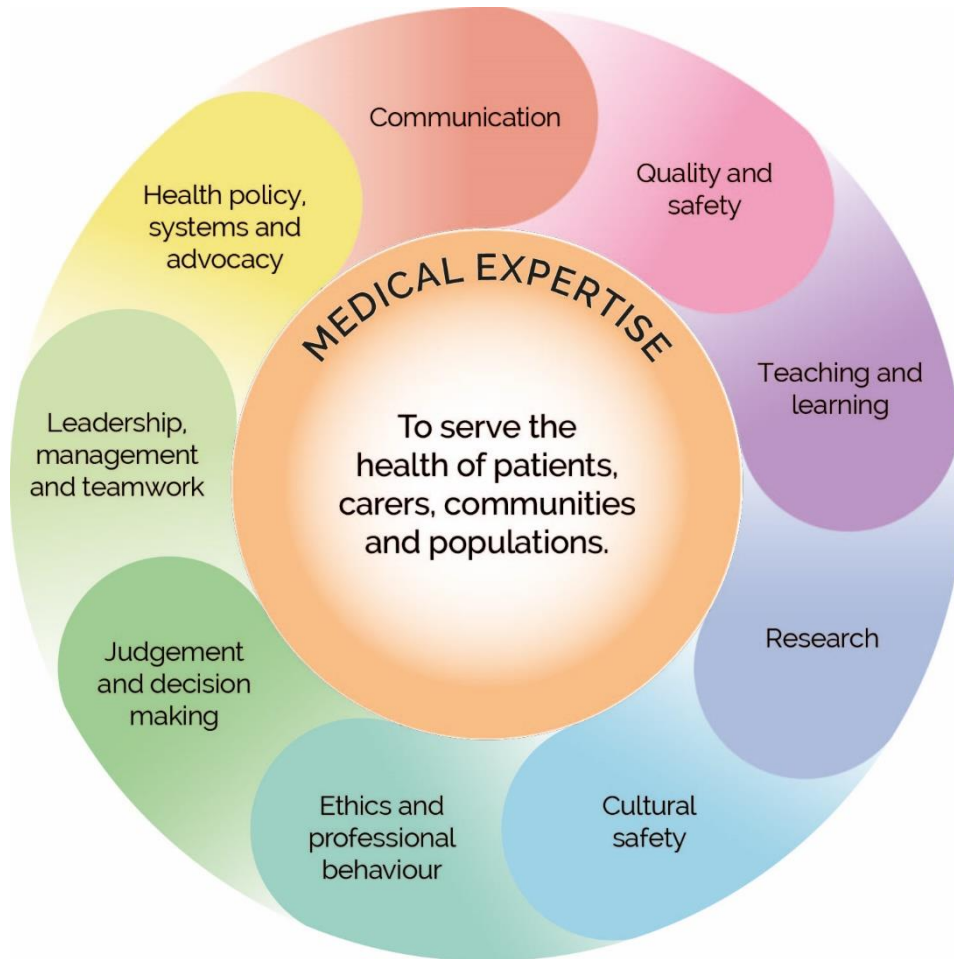 Communication
Quality and
safety
Teaching and
learning
Research
Cultural
safety
Ethics and
professional
behaviour
Judgement
and decision
making
Leadership,
management
and teamwork
Health policy,
systems and
advocacy
MEDICAL EXPERTISE
To serve the
health of patients,
carers, communities
and populations.